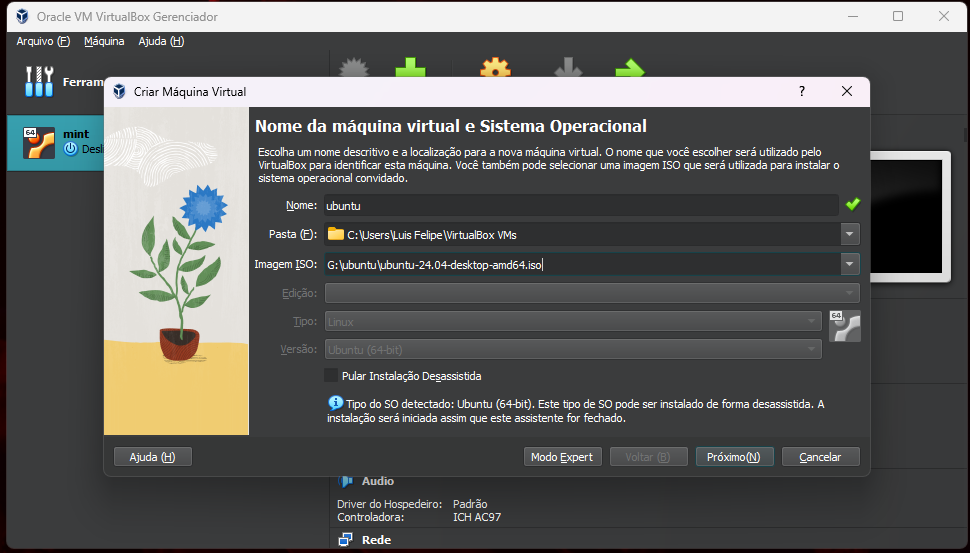 Oracle VM VirtualBox Gerenciador
Arquivo (F) Máquina Ajuda (H)
Ferram
64
mint
Criar Máquina Virtual
?
Nome da máquina virtual e Sistema Operacional
Escolha um nome descritivo e a localização para a nova máquina virtual. O nome que você escolher será utilizado pelo
VirtualBox para identificar esta máquina. Você também pode selecionar uma imagem ISO que será utilizada para instalar o
sistema operacional convidado.
Nome: ubuntu
Pasta (F): C:\Users\Luis Felipe\VirtualBox VMs
Imagem ISO: G:\ubuntu\ubuntu-24.04-desktop-amd64.iso
Edição:
Tipo: Linux
64
Versão: Ubuntu (64-bit)
Pular Instalação Desassistida
Tipo do SO detectado: Ubuntu (64-bit). Este tipo de SO pode ser instalado de forma desassistida. A
instalação será iniciada assim que este assistente for fechado.
Ajuda (H) Modo Expert Voltar (B) Próximo(N) Cancelar
Áudio
Driver do Hospedeiro: Padrão
Controladora: ICH AC97
Rede